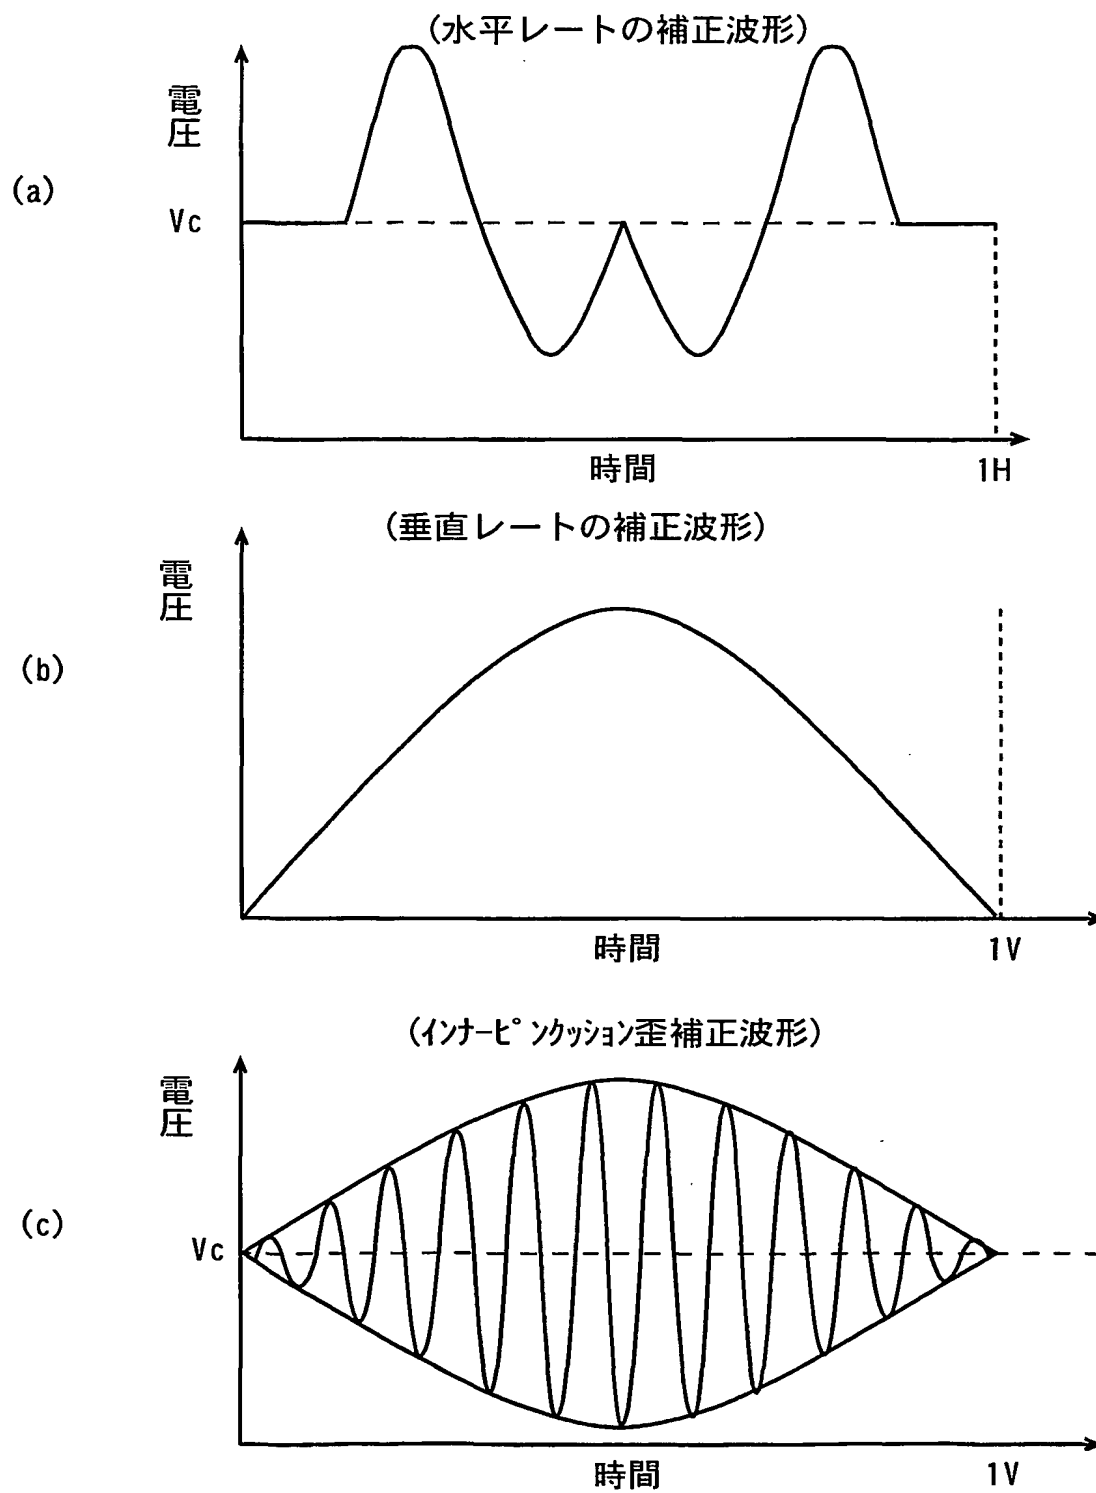 (水平レートの補正波形)
電圧
(a)
Vc
時間
1H
(垂直レートの補正波形)
電圧
(b)
時間
1V
(ｲﾝﾅｰﾋﾟﾝｸｯｼｮﾝ歪補正波形)
電圧
(c)
Vc
時間
1V